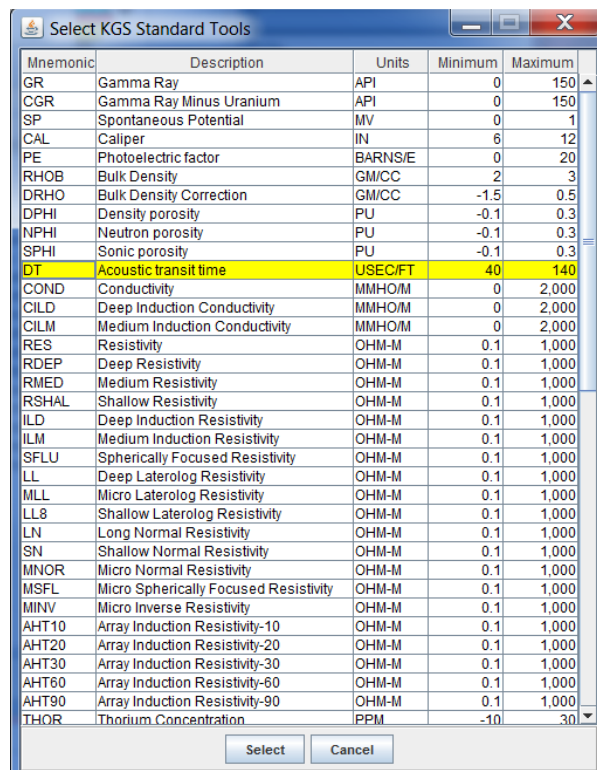 Select KGS Standard Tools
Mnemonic Description Units Minimum Maximum
GR Gamma Ray API 0 150
CGR Gamma Ray Minus Uranium API 0 150
SP Spontaneous Potential MV 0 1
CAL Caliper IN 6 12
PE Photoelectric factor BARNS/E 0 20
RHOB Bulk Density GM/CC 2 3
DRHO Bulk Density Correction GM/CC -1.5 0.5
DPHI Density porosity PU -0.1 0.3
NPHI Neutron porosity PU -0.1 0.3
SPHI Sonic porosity PU -0.1 0.3
DT Acoustic transit time USEC/FT 40 140
COND Conductivity MMHO/M 0 2,000
CILD Deep Induction Conductivity MMHO/M 0 2,000
CILM Medium Induction Conductivity MMHO/M 0 2,000
RES Resistivity OHM-M 0.1 1,000
RDEP Deep Resistivity OHM-M 0.1 1,000
RMED Medium Resistivity OHM-M 0.1 1,000
RSHAL Shallow Resistivity OHM-M 0.1 1,000
ILD Deep Induction Resistivity OHM-M 0.1 1,000
ILM Medium Induction Resistivity OHM-M 0.1 1,000
SFLU Spherically Focused Resistivity OHM-M 0.1 1,000
LL Deep Laterolog Resistivity OHM-M 0.1 1,000
MLL Micro Laterolog Resistivity OHM-M 0.1 1,000
LL8 Shallow Laterolog Resistivity OHM-M 0.1 1,000
LN Long Normal Resistivity OHM-M 0.1 1,000
SN Shallow Normal Resistivity OHM-M 0.1 1,000
MNOR Micro Normal Resistivity OHM-M 0.1 1,000
MSFL Micro Spherically Focused Resistivity OHM-M 0.1 1,000
MINV Micro Inverse Resistivity OHM-M 0.1 1,000
AHT10 Array Induction Resistivity-10 OHM-M 0.1 1,000
AHT20 Array Induction Resistivity-20 OHM-M 0.1 1,000
AHT30 Array Induction Resistivity-30 OHM-M 0.1 1,000
AHT60 Array Induction Resistivity-60 OHM-M 0.1 1,000
AHT90 Array Induction Resistivity-90 OHM-M 0.1 1,000
THOR Thorium Concentration PPM -10 30
Select Cancel